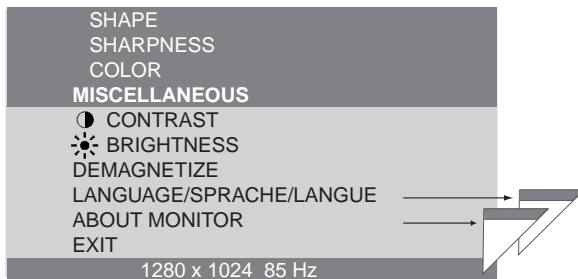 SHAPE
SHARPNESS
COLOR
MISCELLANEOUS
CONTRAST
BRIGHTNESS
DEMAGNETIZE
LANGUAGE/SPRACHE/LANGUE
ABOUT MONITOR
EXIT
1280 x 1024 85 Hz